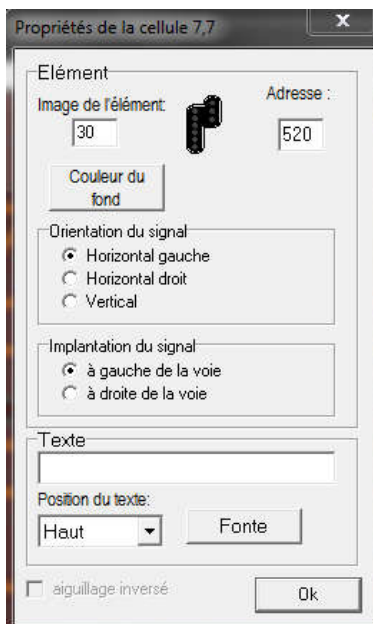 Propriétés de la cellule 7,7
x
Elément
Image de l'élément:
Adresse :
30
520
Couleur du
fond
Orientation du signal
Horizontal gauche
Horizontal droit
Vertical
Implantation du signal
à gauche de la voie
à droite de la voie
Texte
Position du texte:
Haut
Fonte
aiguillage inversé
Ok